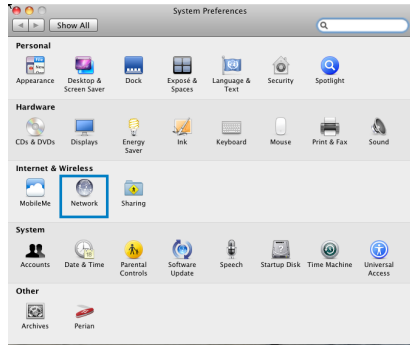 System Preferences
Show All
Personal
Appearance Desktop & Screen Saver Dock Exposé & Spaces Language & Text Security Spotlight
Hardware
CDs & DVDs Displays Energy Saver Ink Keyboard Mouse Print & Fax Sound
Internet & Wireless
MobileMe Network Sharing
System
Accounts Date & Time Parental Controls Software Update Speech Startup Disk Time Machine Universal Access
Other
Archives Perian